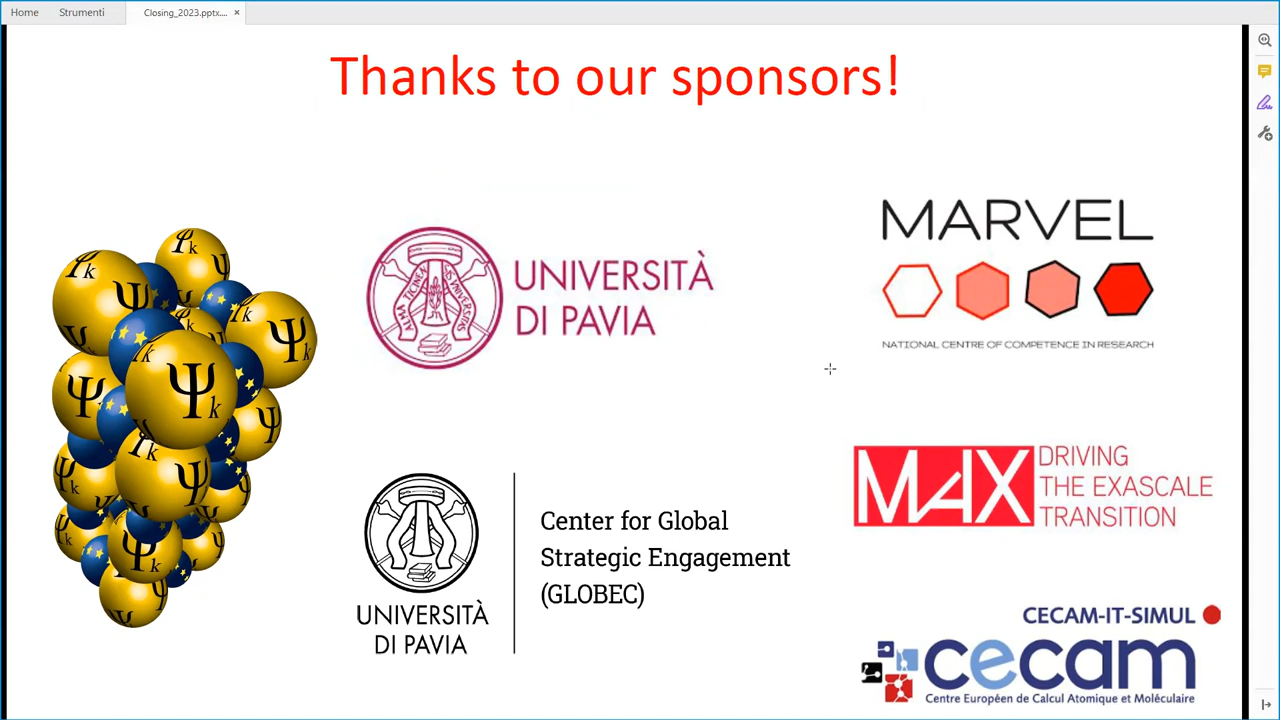 Home
Strumenti
Closing_2023.pptx....
×
Thanks to our sponsors!
UNIVERSITÀ
DI PAVIA
MARVEL
NATIONAL CENTRE OF COMPETENCE IN RESEARCH
Ψk
MAX
DRIVING
THE EXASCALE
TRANSITION
UNIVERSITÀ
DI PAVIA
Center for Global
Strategic Engagement
(GLOBEC)
CECAM-IT-SIMUL
cecam
Centre Européen de Calcul Atomique et Moléculaire